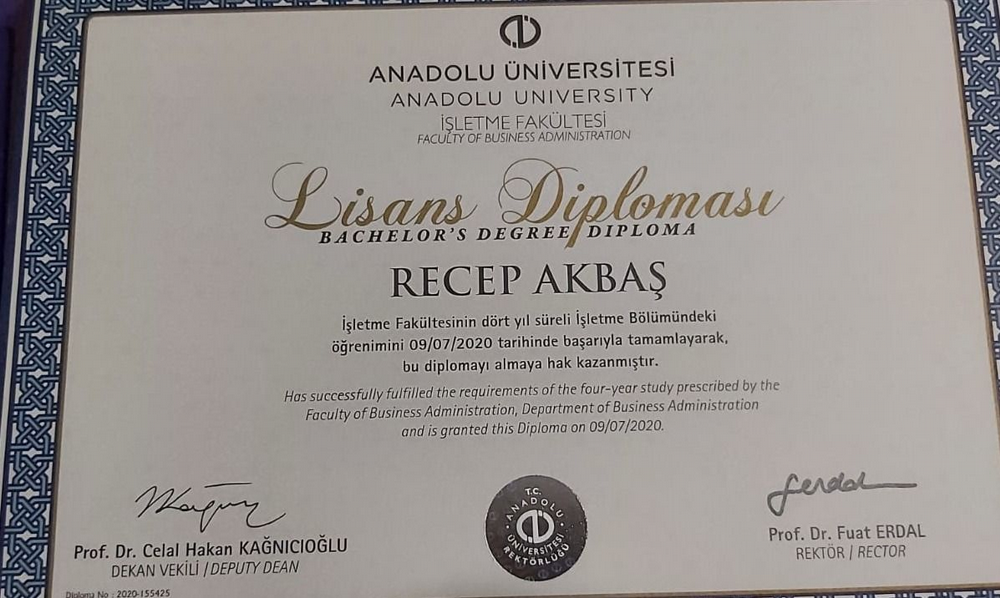 ANADOLU ÜNİVERSİTESİ
ANADOLU UNIVERSITY
İŞLETME FAKÜLTESİ
FACULTY OF BUSINESS ADMINISTRATION
Lisans Diploması
BACHELOR'S DEGREE DIPLOMA
RECEP AKBAŞ
İşletme Fakültesinin dört yıl süreli İşletme Bölümündeki
öğrenimini 09/07/2020 tarihinde başarıyla tamamlayarak,
bu diplomayı almaya hak kazanmıştır.
Has successfully fulfilled the requirements of the four-year study prescribed by the
Faculty of Business Administration, Department of Business Administration
and is granted this Diploma on 09/07/2020.
Prof. Dr. Celal Hakan KAĞNICIOĞLU
DEKAN VEKİLİ / DEPUTY DEAN
T.C.
ANADOLU
ÜNİVERSİTESİ
REKTÖRLÜĞÜ
Prof. Dr. Fuat ERDAL
REKTÖR / RECTOR
Diploma No : 2020-155425